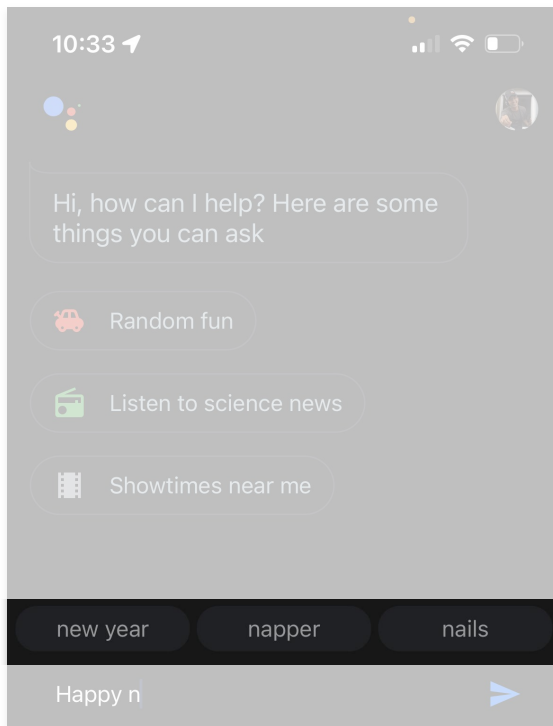 10:33
Hi, how can I help? Here are some
things you can ask
Random fun
Listen to science news
Showtimes near me
new year napper nails
Happy n